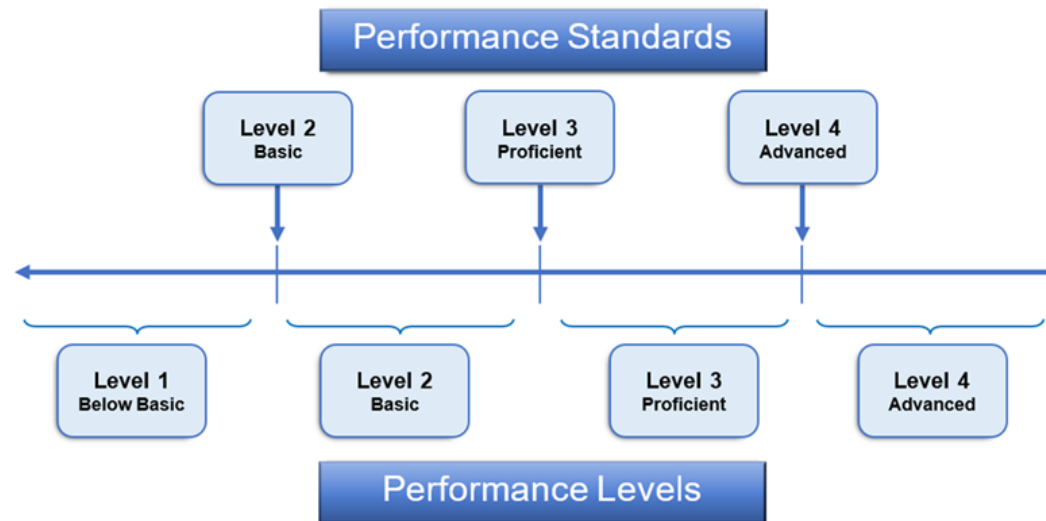 Performance Standards
Level 2
Basic
Level 3
Proficient
Level 4
Advanced
Level 1
Below Basic
Level 2
Basic
Level 3
Proficient
Level 4
Advanced
Performance Levels